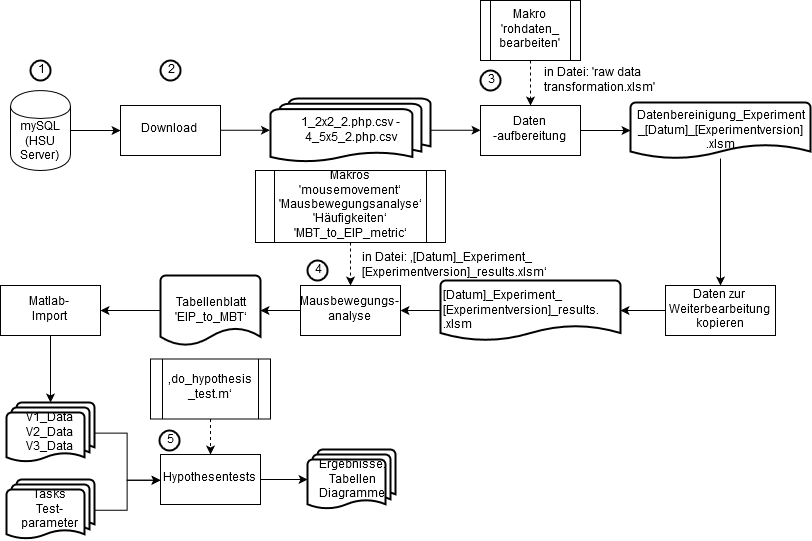 Makro
'rohdaten_
bearbeiten'
1
2
3
in Datei: 'raw data
transformation.xlsm'
mySQL
(HSU
Server)
Download
1_2x2_2.php.csv -
4_5x5_2.php.csv
Daten
-aufbereitung
Datenbereinigung_Experiment
_[Datum]_[Experimentversion]
.xlsm
Makros
'mousemovement‘
'Mausbewegungsanalyse‘
'Häufigkeiten‘
'MBT_to_EIP_metric‘
in Datei: ‚[Datum]_Experiment_
[Experimentversion]_results.xlsm‘
4
Matlab-
Import
Tabellenblatt
'EIP_to_MBT‘
Mausbewegungs-
analyse
[Datum]_Experiment_
[Experimentversion]_results.
.xlsm
Daten zur
Weiterbearbeitung
kopieren
‚do_hypothesis
_test.m‘
V1_Data
V2_Data
V3_Data
5
Hypothesentests
Ergebnisse:
Tabellen
Diagramme
Tasks
Test-
parameter